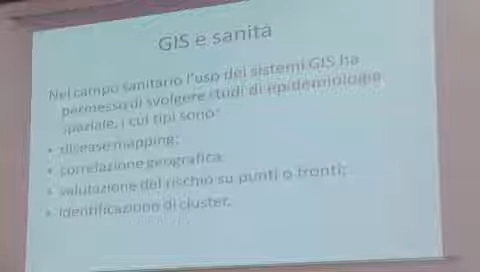 GIS e sanità
Nel campo sanitario l'uso dei sistemi GIS ha
permesso di svolgere studi di epidemiologia
spaziale, i cui tipi sono:
• disease mapping;
• correlazione geografica;
• valutazione del rischio su punti o fronti;
• identificazione di cluster.